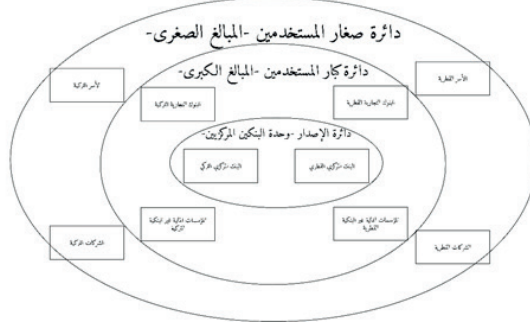 دائرة صغار المستخدمين -المبالغ الصغرى-
الأسر القطرية
الأسر التركية
دائرة كبار المستخدمين -المبالغ الكبرى-
البنوك التجارية القطرية
البنوك التجارية التركية
دائرة الإصدار -وحدة البنكين المركزيين-
البنك المركزي القطري
البنك المركزي التركي
المؤسسات المالية غير البنكية
القطرية
المؤسسات المالية غير البنكية
التركية
الشركات القطرية
الشركات التركية